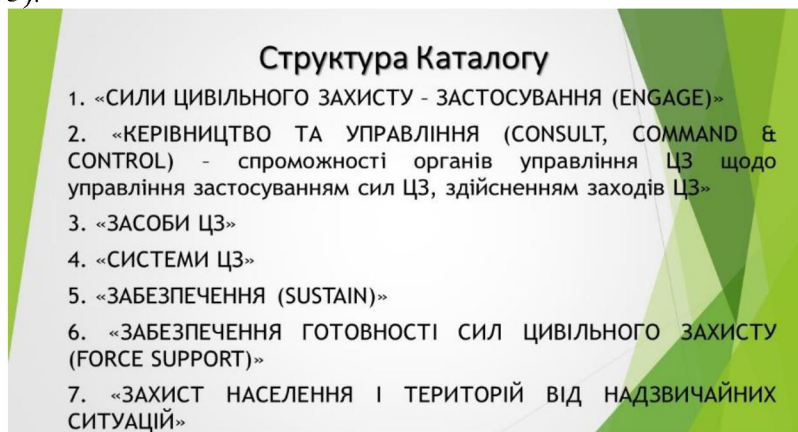 3).
Структура Каталогу
1. «СИЛИ ЦИВІЛЬНОГО ЗАХИСТУ – ЗАСТОСУВАННЯ (ENGAGE)»
2. «КЕРІВНИЦТВО ТА УПРАВЛІННЯ (CONSULT, COMMAND &
CONTROL) – спроможності органів управління ЦЗ щодо
управління застосуванням сил ЦЗ, здійсненням заходів ЦЗ»
3. «ЗАСОБИ ЦЗ»
4. «СИСТЕМИ ЦЗ»
5. «ЗАБЕЗПЕЧЕННЯ (SUSTAIN)»
6. «ЗАБЕЗПЕЧЕННЯ ГОТОВНОСТІ СИЛ ЦИВІЛЬНОГО ЗАХИСТУ
(FORCE SUPPORT)»
7. «ЗАХИСТ НАСЕЛЕННЯ І ТЕРИТОРІЙ ВІД НАДЗВИЧАЙНИХ
СИТУАЦІЙ»